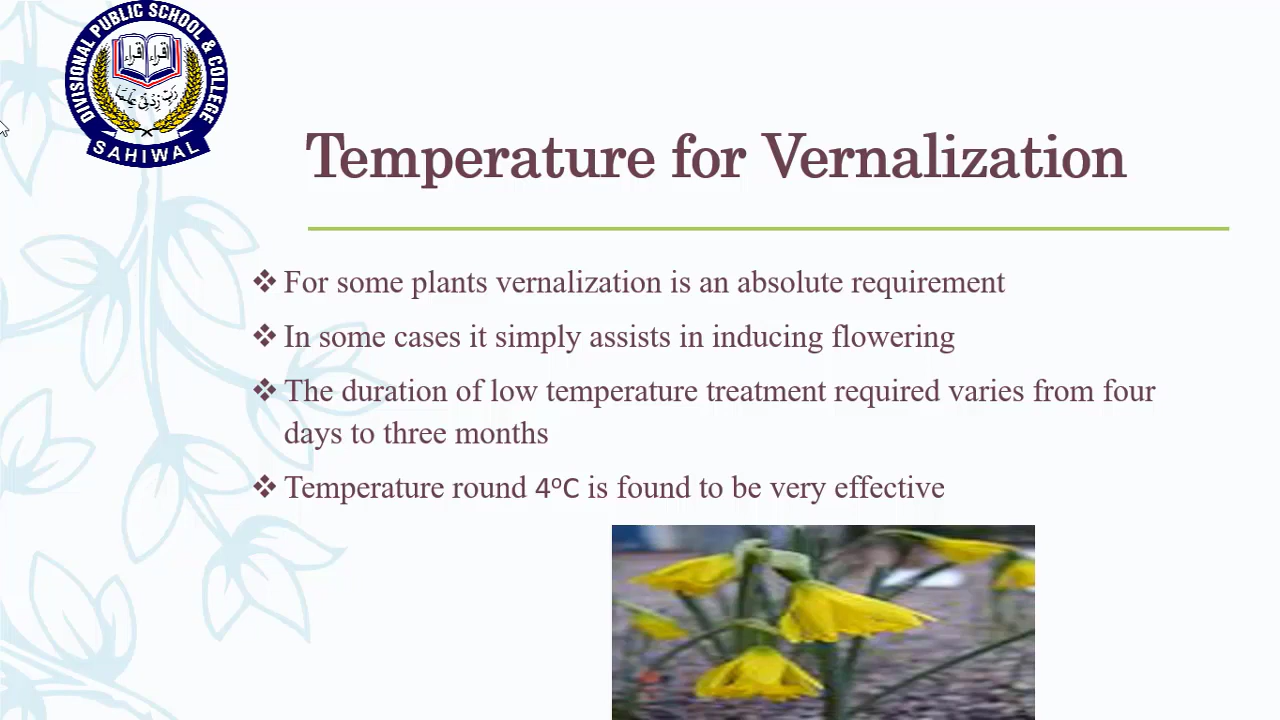 DIVISIONAL PUBLIC SCHOOL & COLLEGE
اقراء اقراء
رَبِّ زِدْنِیْ عِلْمًا
SAHIWAL
Temperature for Vernalization
❖ For some plants vernalization is an absolute requirement
❖ In some cases it simply assists in inducing flowering
❖ The duration of low temperature treatment required varies from four
days to three months
❖ Temperature round 4ºC is found to be very effective